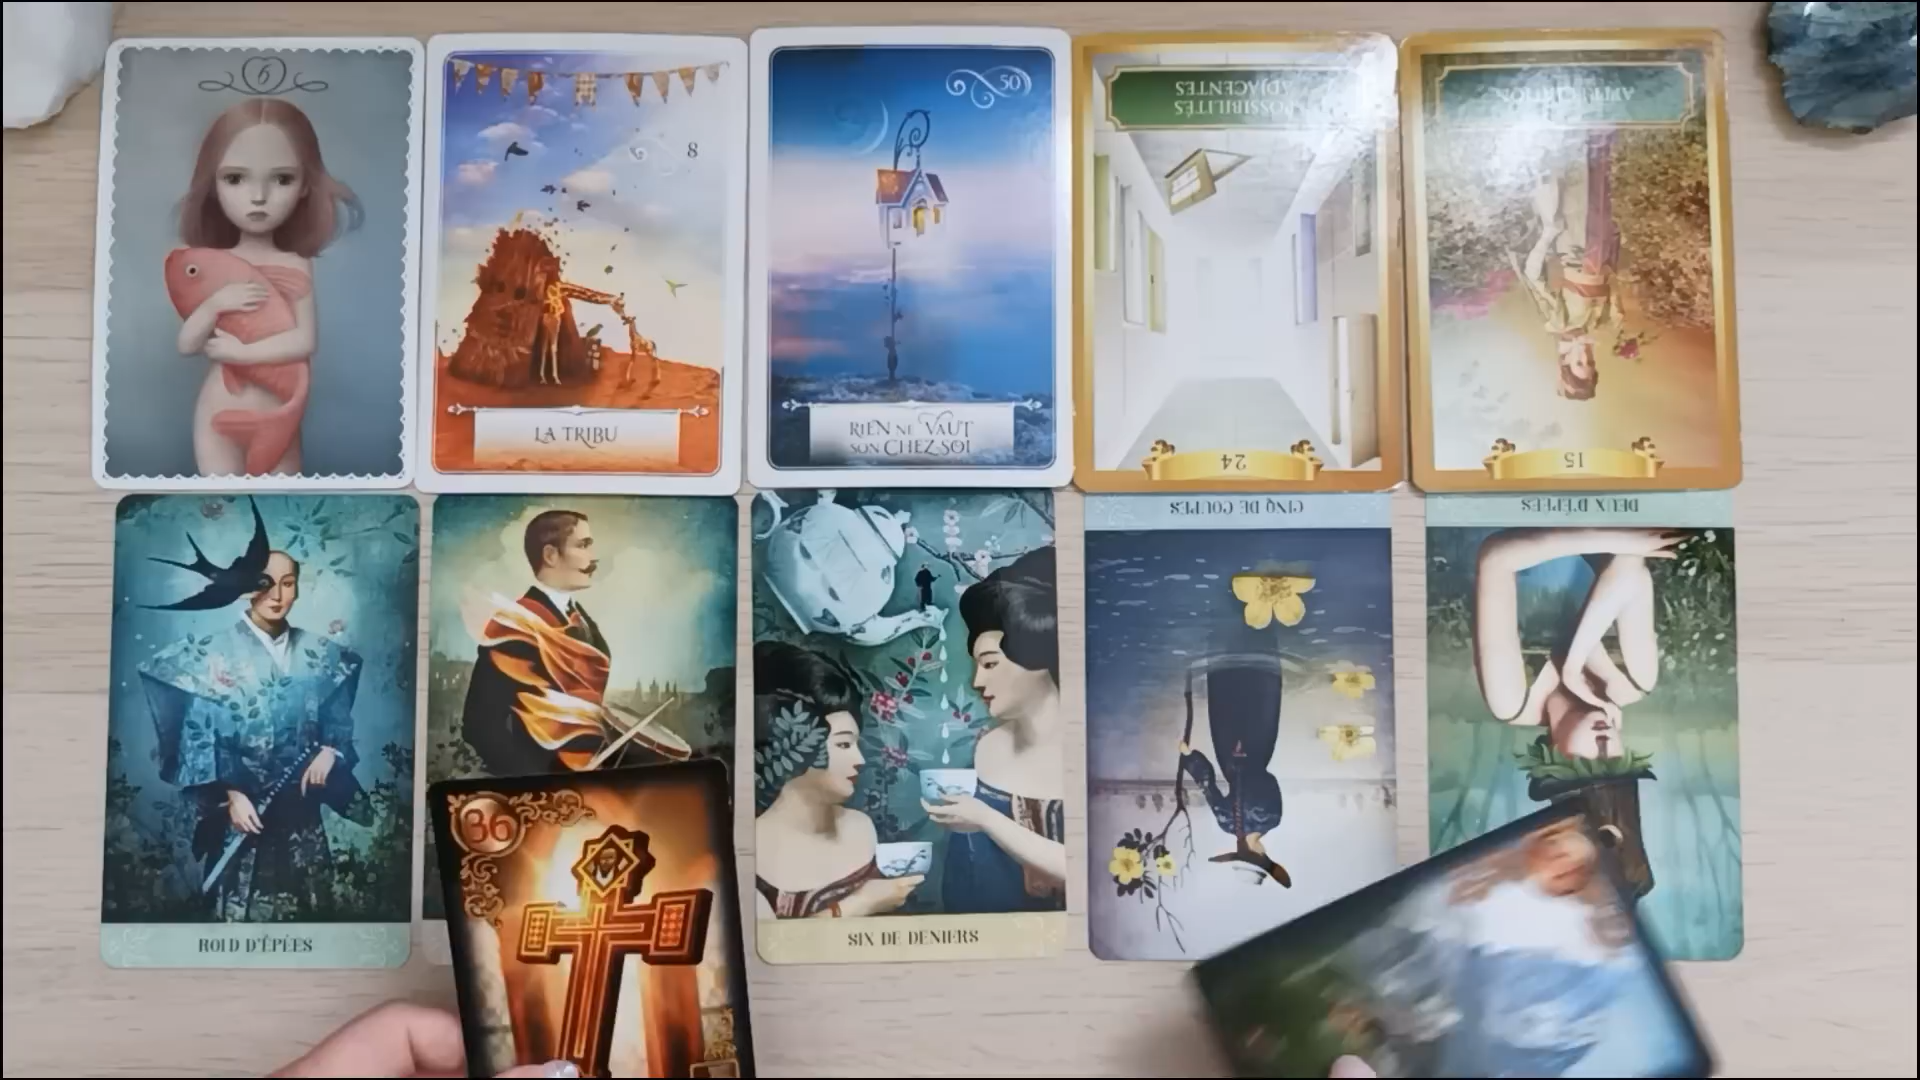 6
8
LA TRIBU
50
RIEN NE VAUT
SON CHEZ-SOI
POSSIBILITÉS
ADJACENTES
24
15
ROI D'ÉPÉES
36
SIX DE DENIERS
CINQ DE COUPES
DEUX D'ÉPÉES